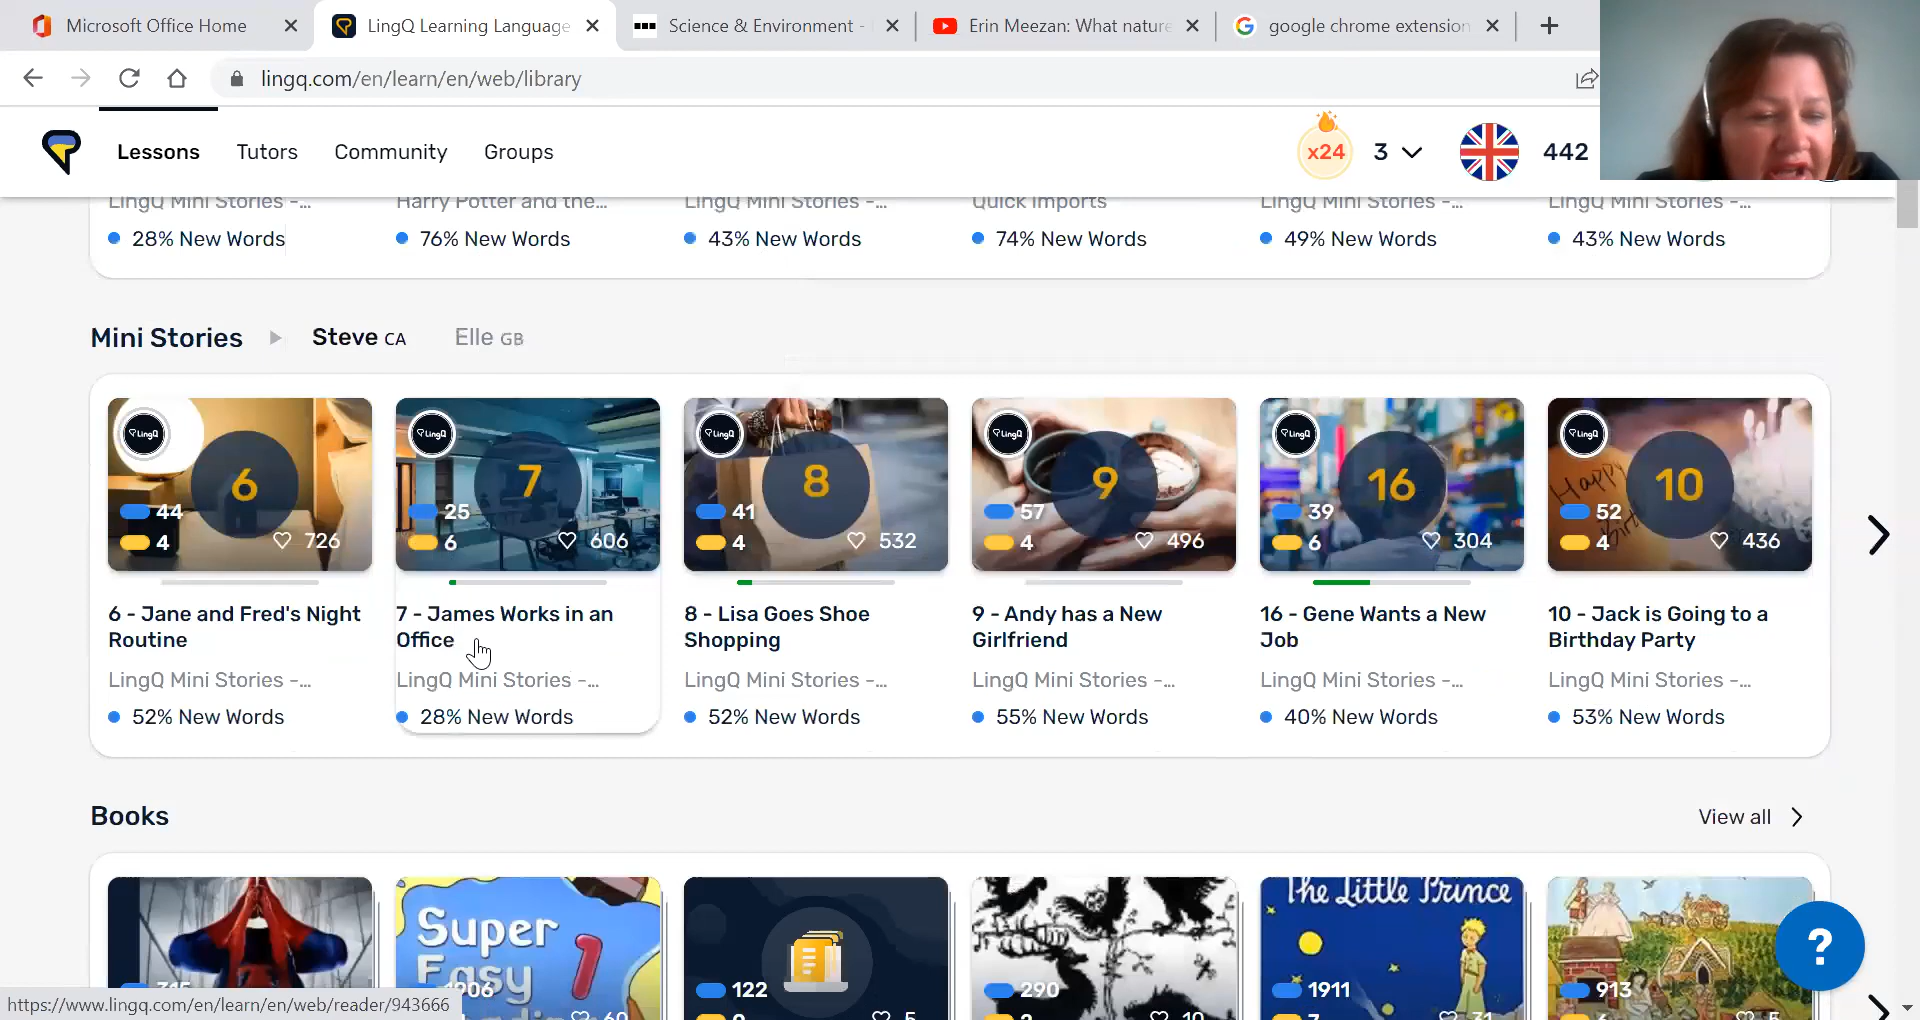 Microsoft Office Home
LingQ Learning Language
Science & Environment -
Erin Meezan: What nature
google chrome extension
lingq.com/en/learn/en/web/library
Lessons
Tutors
Community
Groups
x24
3
442
LingQ Mini Stories -...
Harry Potter and the...
LingQ Mini Stories -...
Quick Imports
LingQ Mini Stories -...
LingQ Mini Stories -...
28% New Words
76% New Words
43% New Words
74% New Words
49% New Words
43% New Words
Mini Stories
Steve CA
Elle GB
LingQ
6
44
4
726
LingQ
7
25
6
606
LingQ
8
41
4
532
LingQ
9
57
4
496
LingQ
16
39
6
304
LingQ
10
Happy
52
4
436
6 - Jane and Fred's Night
Routine
LingQ Mini Stories -...
52% New Words
7 - James Works in an
Office
LingQ Mini Stories -...
28% New Words
8 - Lisa Goes Shoe
Shopping
LingQ Mini Stories -...
52% New Words
9 - Andy has a New
Girlfriend
LingQ Mini Stories -...
55% New Words
16 - Gene Wants a New
Job
LingQ Mini Stories -...
40% New Words
10 - Jack is Going to a
Birthday Party
LingQ Mini Stories -...
53% New Words
Books
View all
Super
Easy
1
122
290
The Little Prince
1911
913
?
https://www.lingq.com/en/learn/en/web/reader/943666